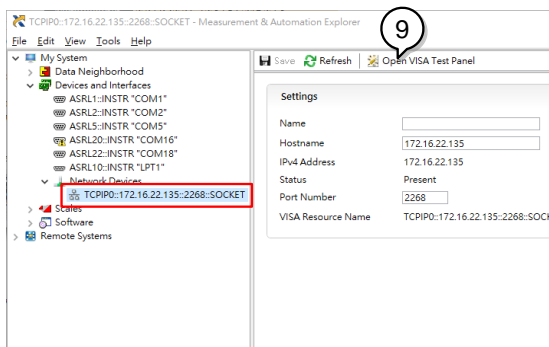 TCPIP0::172.16.22.135::2268::SOCKET - Measurement & Automation Explorer
9
File Edit View Tools Help
My System
Data Neighborhood
Devices and Interfaces
ASRL1::INSTR "COM1"
ASRL2::INSTR "COM2"
ASRL5::INSTR "COM5"
ASRL20::INSTR "COM16"
ASRL22::INSTR "COM18"
ASRL10::INSTR "LPT1"
Network Devices
TCPIP0::172.16.22.135::2268::SOCKET
Scales
Software
Remote Systems
Save Refresh Open VISA Test Panel
Settings
Name
Hostname 172.16.22.135
IPv4 Address 172.16.22.135
Status Present
Port Number 2268
VISA Resource Name TCPIP0::172.16.22.135::2268::SOCK